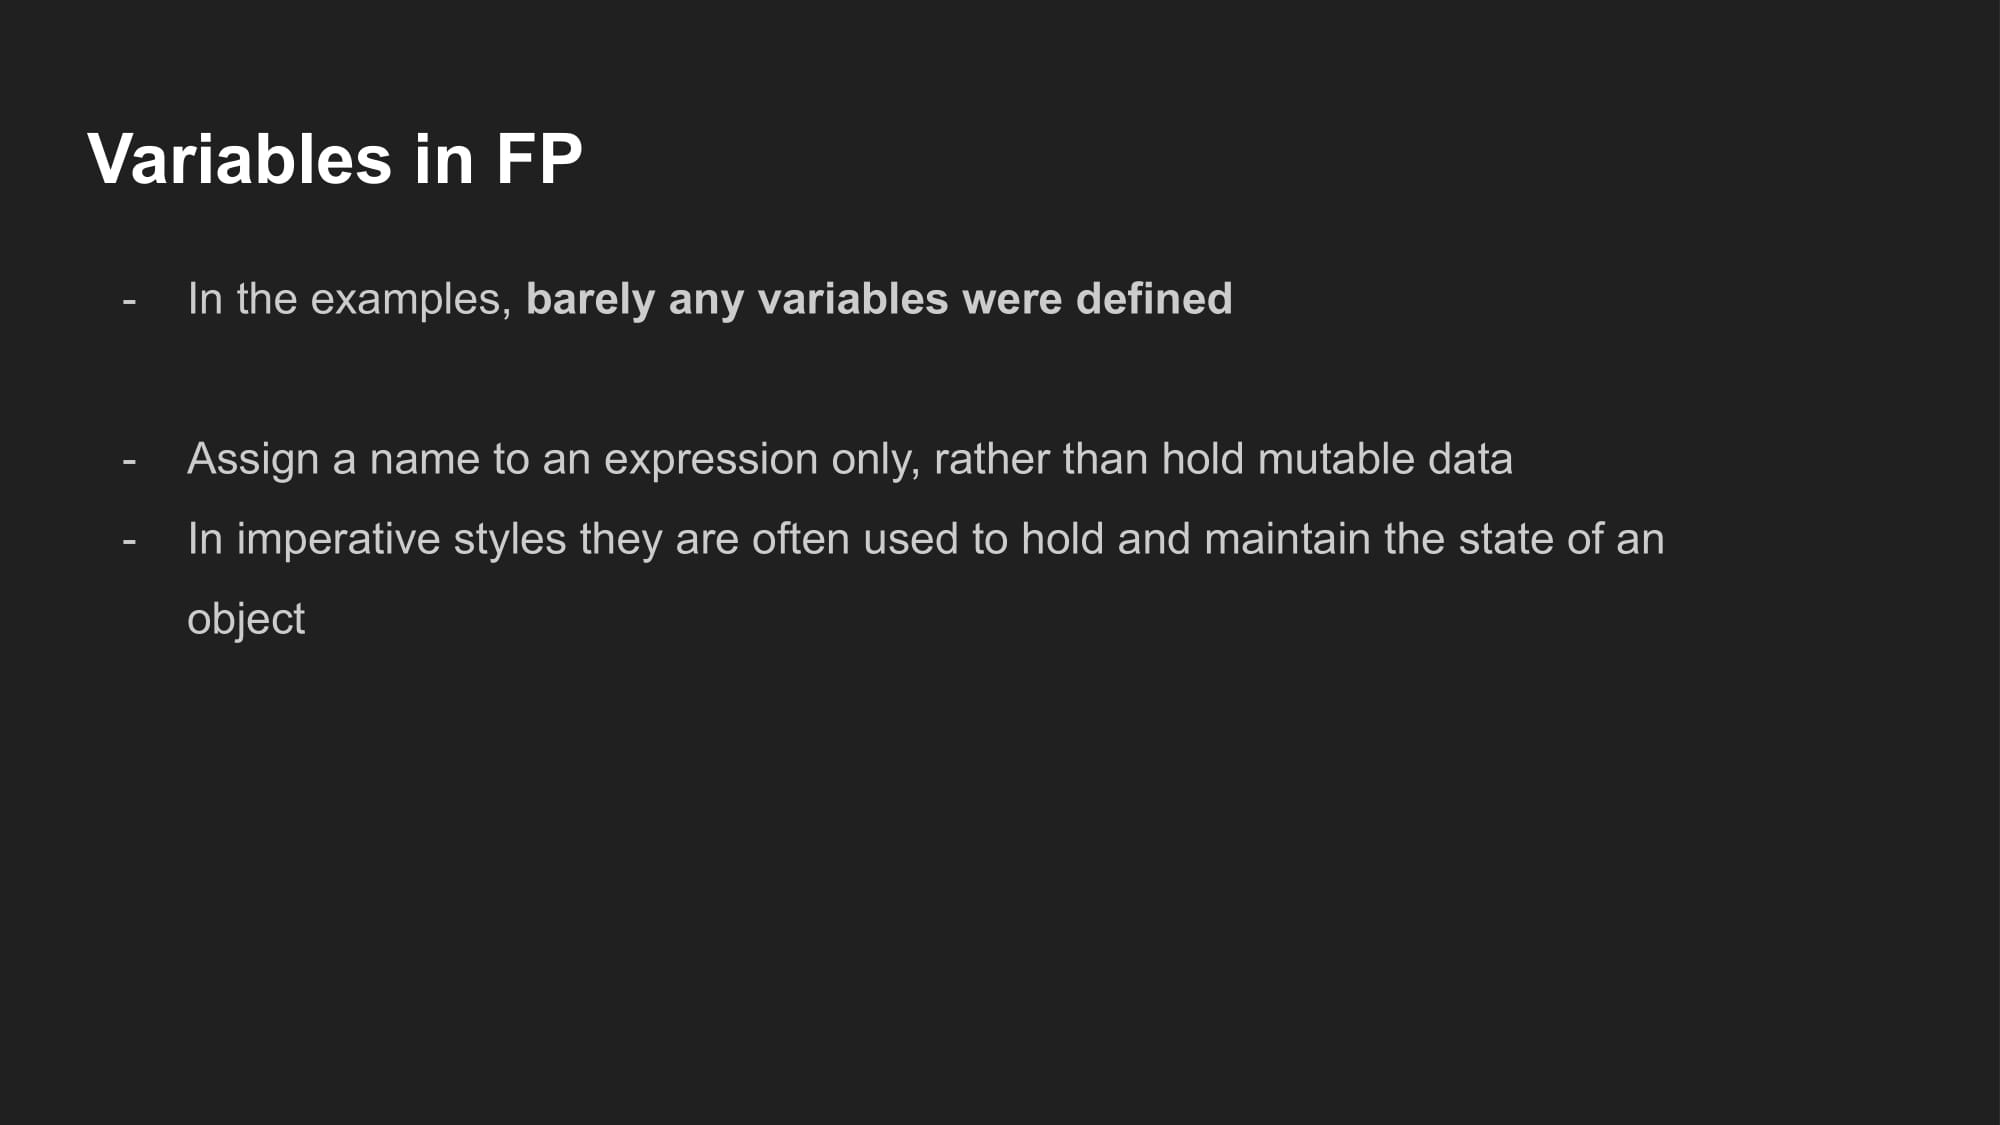 Variables in FP
- In the examples, barely any variables were defined
- Assign a name to an expression only, rather than hold mutable data
- In imperative styles they are often used to hold and maintain the state of an
object